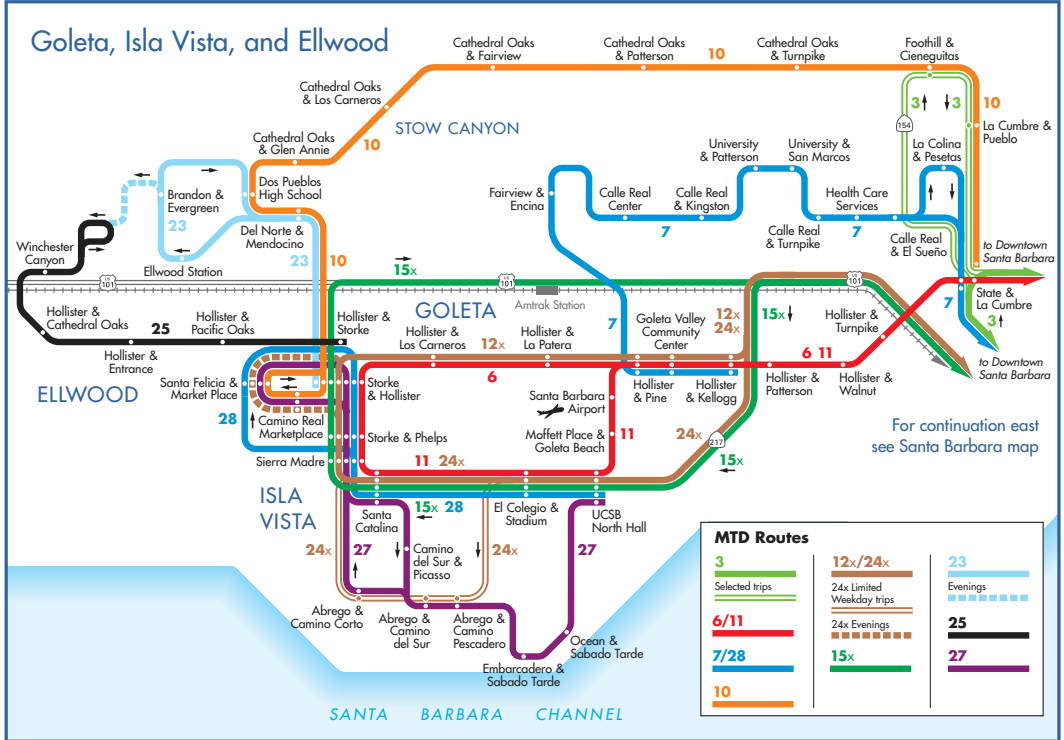 Goleta, Isla Vista, and Ellwood
Cathedral Oaks
& Fairview
Cathedral Oaks
& Patterson
10
Cathedral Oaks
& Turnpike
Foothill &
Cieneguitas
Cathedral Oaks
& Los Carneros
3
3
10
STOW CANYON
10
154
La Cumbre &
Pueblo
Cathedral Oaks
& Glen Annie
University
& Patterson
University &
San Marcos
La Colina
& Pesetas
Brandon &
Evergreen
23
Dos Pueblos
High School
Fairview &
Encina
Calle Real
Center
Calle Real
& Kingston
Health Care
Services
7
Calle Real
& Turnpike
7
Calle Real
& El Sueño
Del Norte &
Mendocino
to Downtown
Santa Barbara
Winchester
Canyon
Ellwood Station
23
10
15x
US
101
US
101
US
101
Amtrak Station
State &
La Cumbre
7
3
GOLETA
Hollister &
Cathedral Oaks
25
Hollister &
Pacific Oaks
Hollister &
Storke
Hollister &
Los Carneros
12x
Hollister &
La Patera
7
Goleta Valley
Community
Center
12x
24x
15x
Hollister &
Turnpike
Hollister &
Entrance
6
6 11
to Downtown
Santa Barbara
ELLWOOD
Santa Felicia &
Market Place
Storke
& Hollister
Santa Barbara
Airport
Hollister
& Pine
Hollister
& Kellogg
Hollister &
Patterson
Hollister &
Walnut
28
Camino Real
Marketplace
Storke & Phelps
Moffett Place &
Goleta Beach
11
24x
217
For continuation east
see Santa Barbara map
Sierra Madre
11 24x
15x
ISLA
VISTA
Santa
Catalina
15x 28
El Colegio &
Stadium
UCSB
North Hall
24x
27
Camino
del Sur &
Picasso
24x
27
Abrego &
Camino Corto
Abrego &
Camino
del Sur
Abrego &
Camino
Pescadero
Ocean &
Sabado Tarde
Embarcadero &
Sabado Tarde
SANTA BARBARA CHANNEL
MTD Routes
3
Selected trips
6/11
7/28
10
12x/24x
24x Limited
Weekday trips
24x Evenings
15x
23
Evenings
25
27